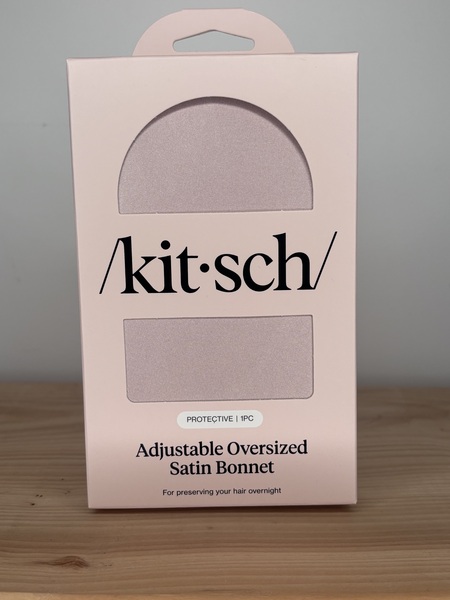 /kit·sch/
PROTECTIVE | 1PC
Adjustable Oversized
Satin Bonnet
For preserving your hair overnight